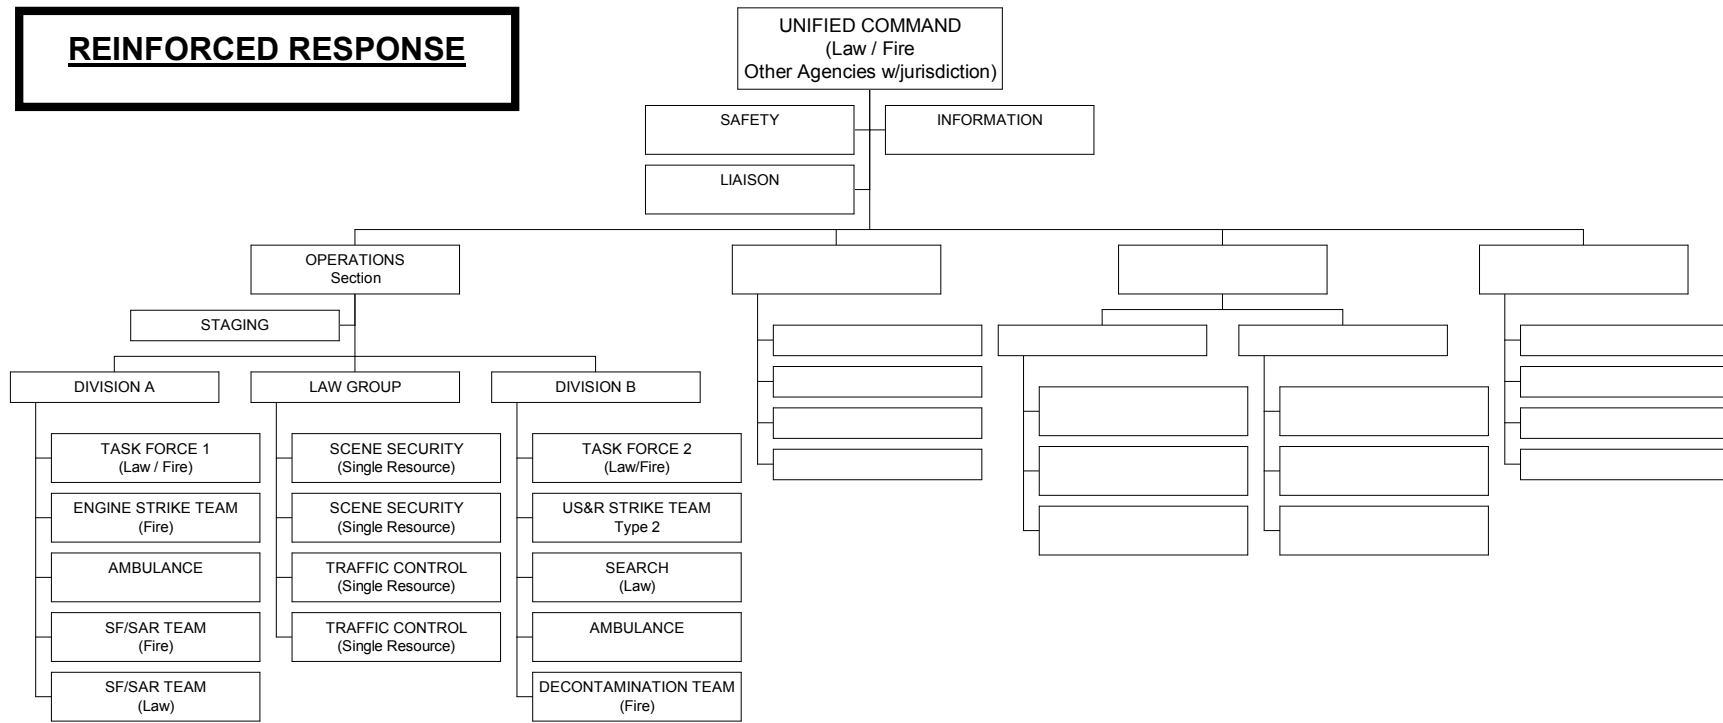 REINFORCED RESPONSE
UNIFIED COMMAND
(Law / Fire
Other Agencies w/jurisdiction)
SAFETY
INFORMATION
LIAISON
OPERATIONS
Section
STAGING
DIVISION A
LAW GROUP
DIVISION B
TASK FORCE 1
(Law / Fire)
ENGINE STRIKE TEAM
(Fire)
AMBULANCE
SF/SAR TEAM
(Fire)
SF/SAR TEAM
(Law)
SCENE SECURITY
(Single Resource)
SCENE SECURITY
(Single Resource)
TRAFFIC CONTROL
(Single Resource)
TRAFFIC CONTROL
(Single Resource)
TASK FORCE 2
(Law/Fire)
US&R STRIKE TEAM
Type 2
SEARCH
(Law)
AMBULANCE
DECONTAMINATION TEAM
(Fire)